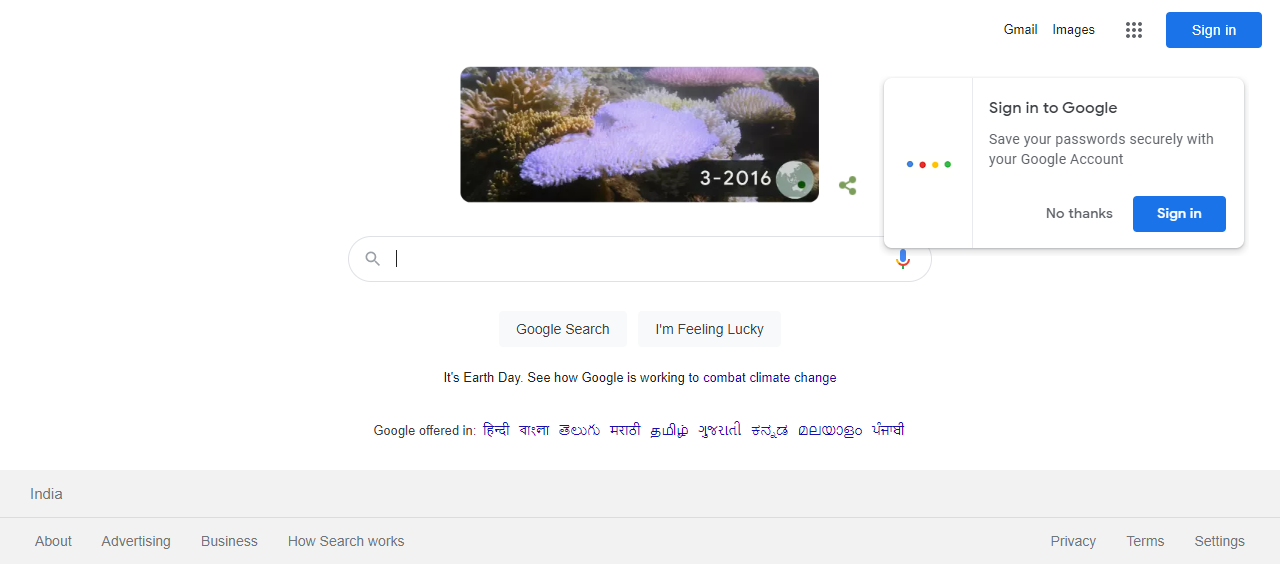 Gmail Images Sign in
3-2016
Sign in to Google
Save your passwords securely with
your Google Account
No thanks Sign in
Google Search I'm Feeling Lucky
It's Earth Day. See how Google is working to combat climate change
Google offered in: हिन्दी বাংলা తెలుగు मराठी தமிழ் ગુજરાતી ಕನ್ನಡ മലയാളം ਪੰਜਾਬੀ
India
About Advertising Business How Search works Privacy Terms Settings